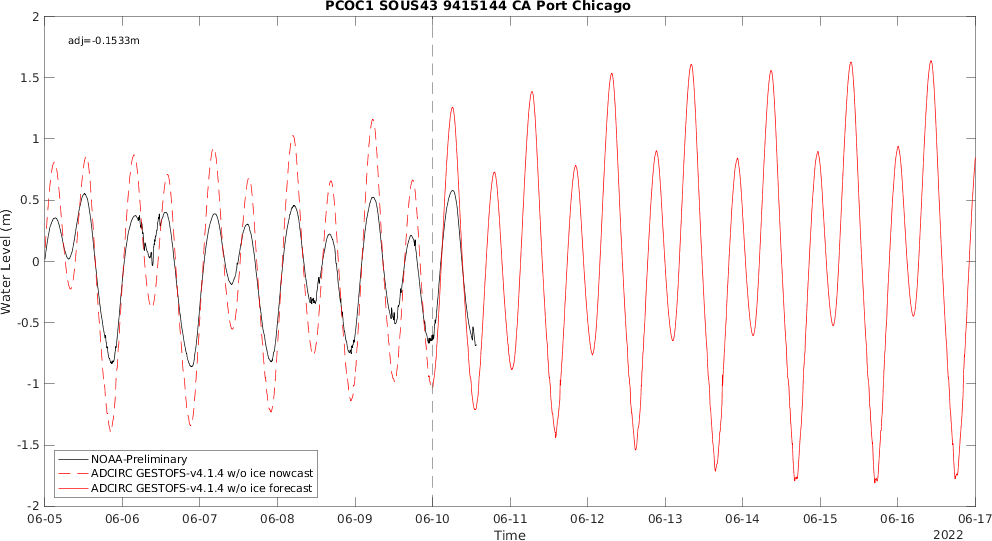 PCOC1 SOUS43 9415144 CA Port Chicago
adj=-0.1533m
2
1.5
1
0.5
0
-0.5
-1
-1.5
-2
Water Level (m)
NOAA-Preliminary
ADCIRC GESTOFS-v4.1.4 w/o ice nowcast
ADCIRC GESTOFS-v4.1.4 w/o ice forecast
06-05 06-06 06-07 06-08 06-09 06-10 06-11 06-12 06-13 06-14 06-15 06-16 06-17
Time
2022